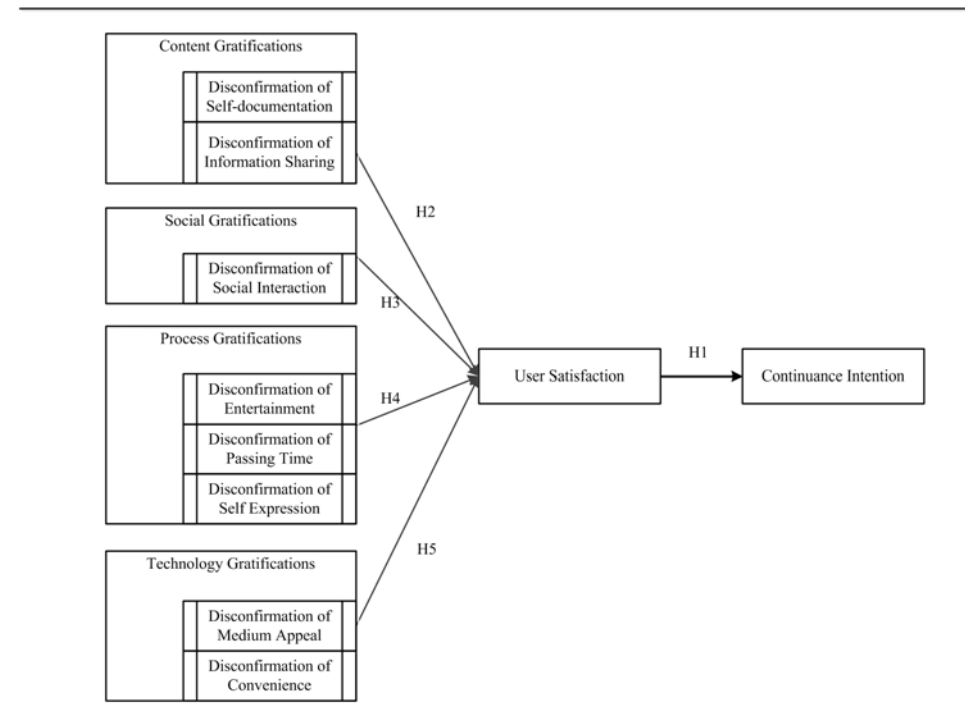 Content Gratifications
Disconfirmation of
Self-documentation
Disconfirmation of
Information Sharing
H2
Social Gratifications
Disconfirmation of
Social Interaction
H3
Process Gratifications
Disconfirmation of
Entertainment
H4
Disconfirmation of
Passing Time
Disconfirmation of
Self Expression
User Satisfaction
H1
Continuance Intention
H5
Technology Gratifications
Disconfirmation of
Medium Appeal
Disconfirmation of
Convenience